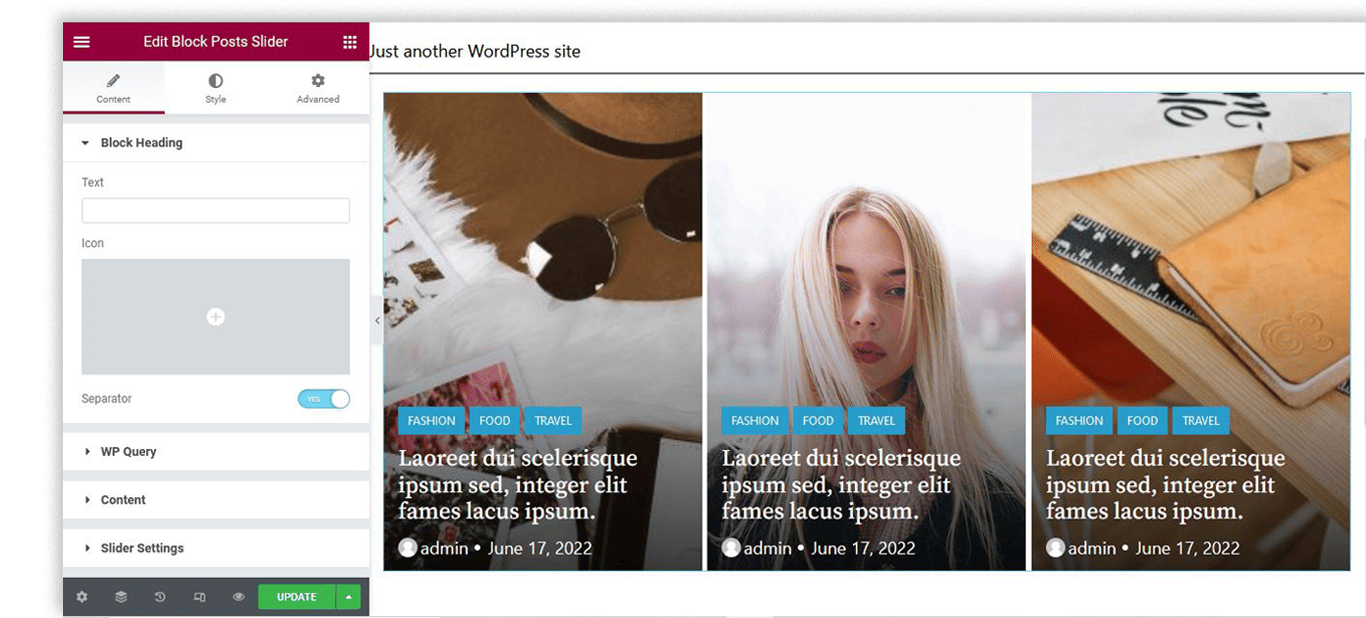 Edit Block Posts Slider
Content
Style
Advanced
Block Heading
Text
Icon
Separator
YES
WP Query
Content
Slider Settings
UPDATE
Just another WordPress site
FASHION FOOD TRAVEL
Laoreet dui scelerisque
ipsum sed, integer elit
fames lacus ipsum.
admin • June 17, 2022
FASHION FOOD TRAVEL
Laoreet dui scelerisque
ipsum sed, integer elit
fames lacus ipsum.
admin • June 17, 2022
FASHION FOOD TRAVEL
Laoreet dui scelerisque
ipsum sed, integer elit
fames lacus ipsum.
admin • June 17, 2022